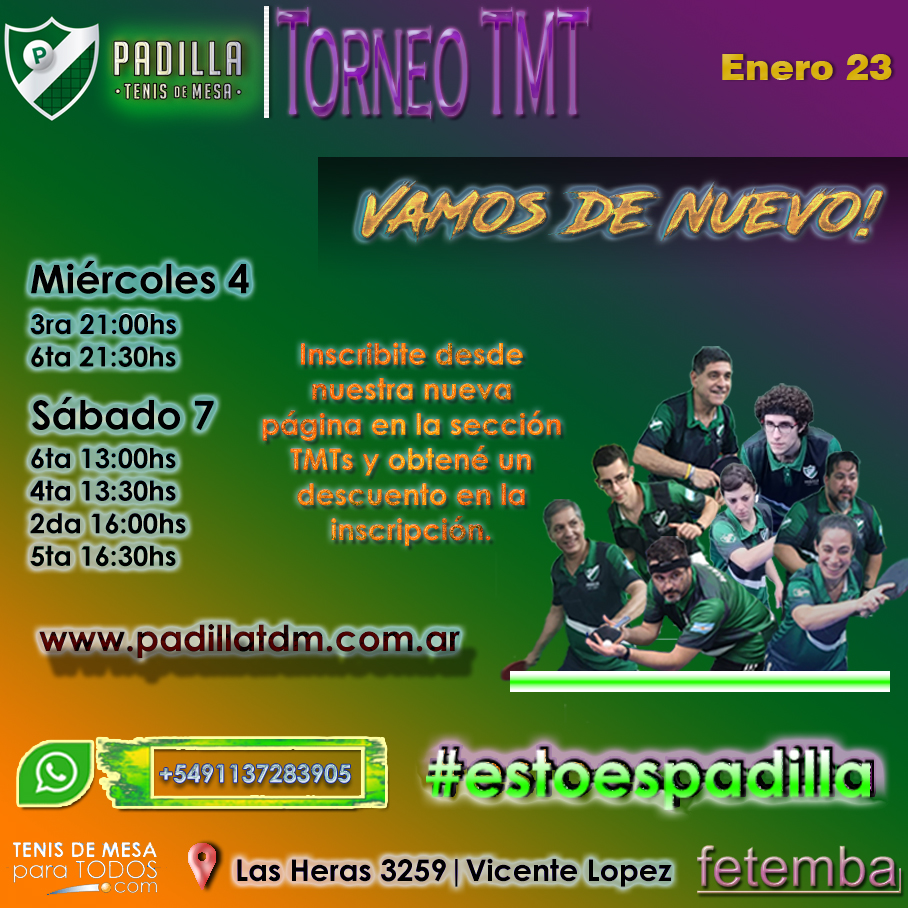 P
PADILLA
·TENIS DE MESA·
TORNEO TMT
Enero 23
VAMOS DE NUEVO!
Miércoles 4
3ra 21:00hs
6ta 21:30hs
Sábado 7
6ta 13:00hs
4ta 13:30hs
2da 16:00hs
5ta 16:30hs
Inscribite desde
nuestra nueva
página en la sección
TMTs y obtené un
descuento en la
inscripción.
www.padillatdm.com.ar
+5491137283905
#estoespadilla
TENIS DE MESA
para TODOS
.com
Las Heras 3259|Vicente Lopez
fetemba